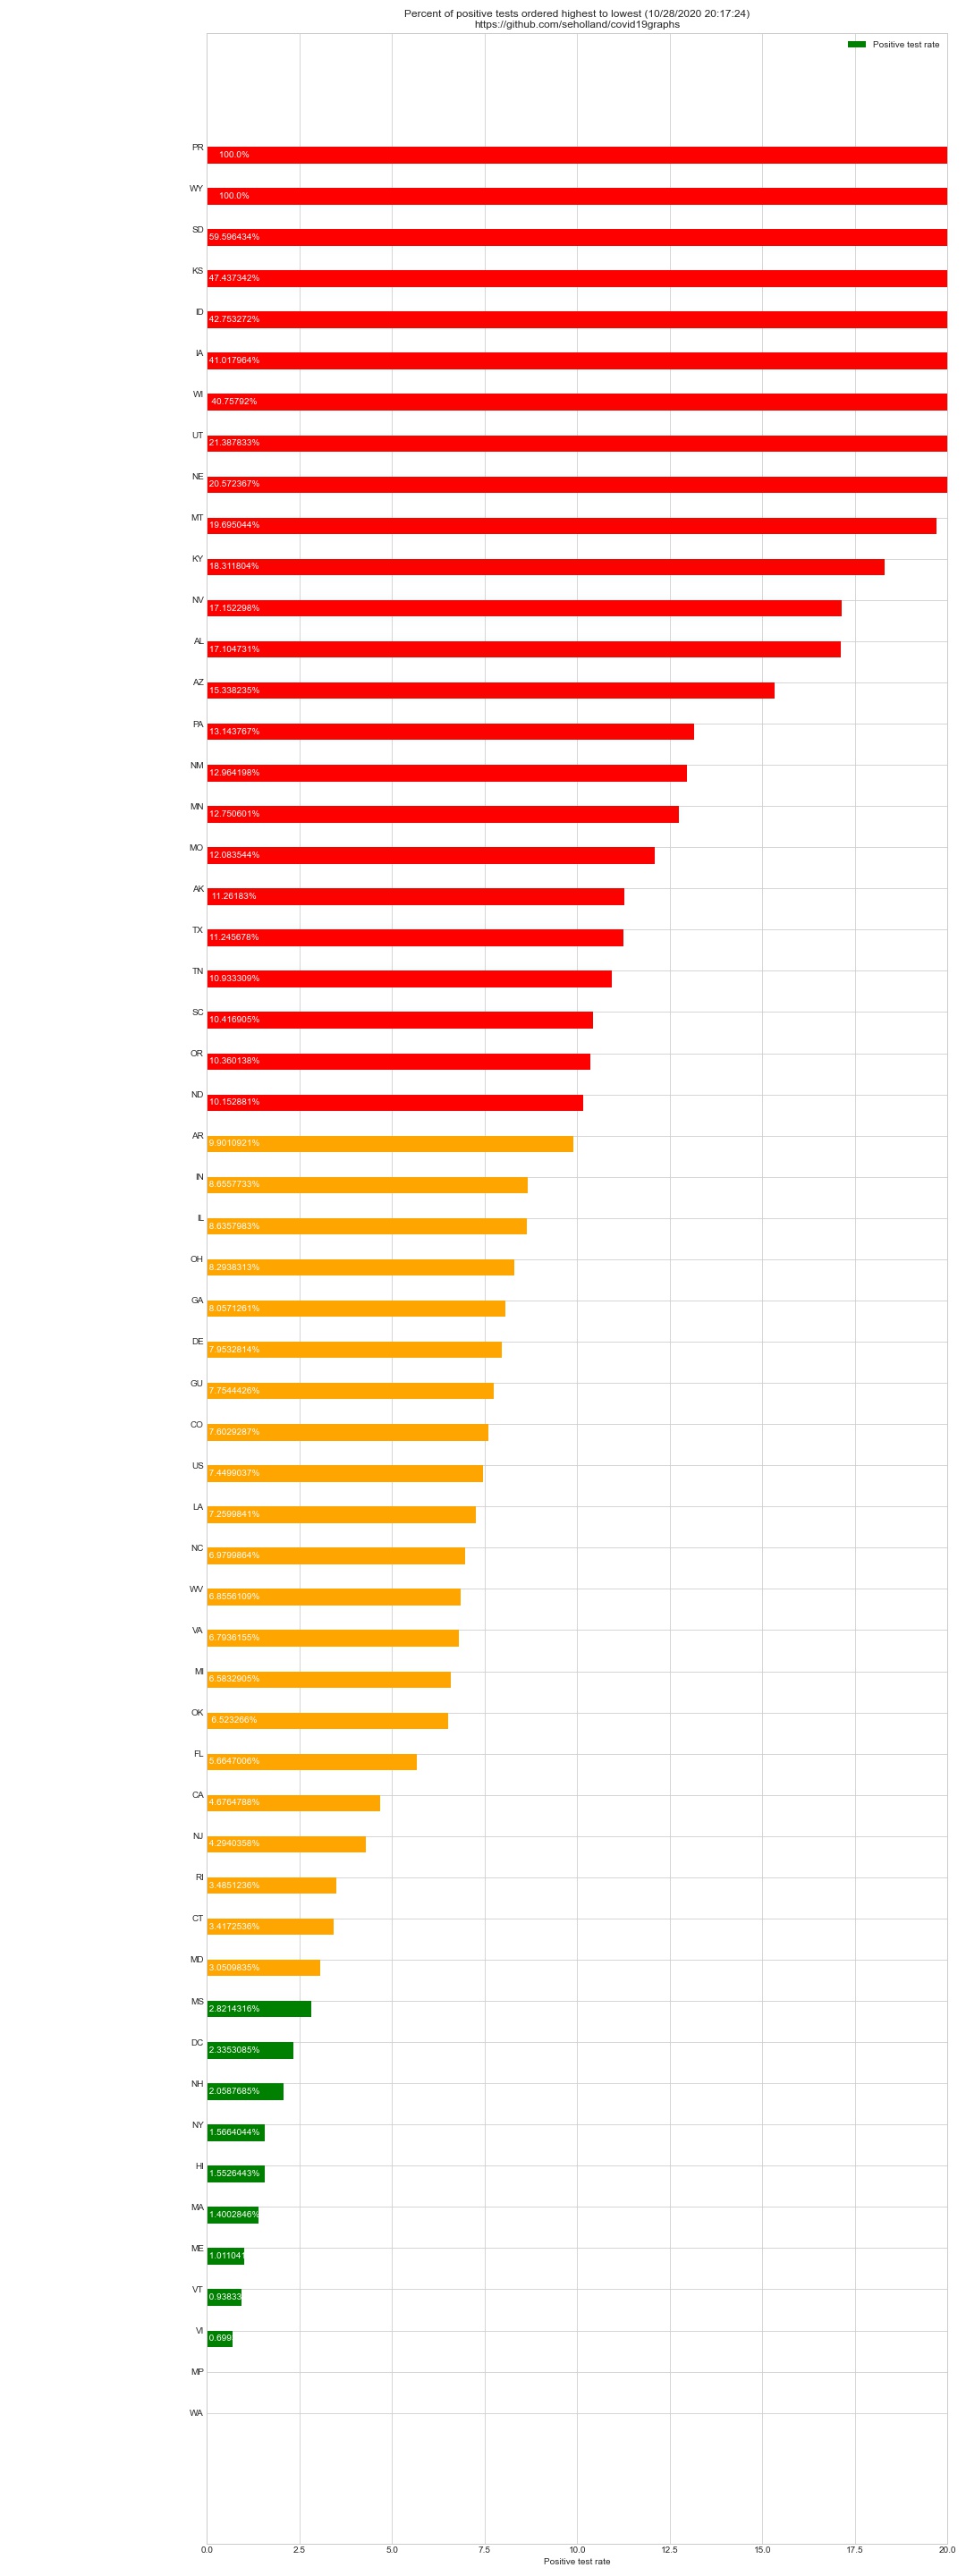 Percent of positive tests ordered highest to lowest (10/28/2020 20:17:24)
https://github.com/seholland/covid19graphs
Positive test rate
PR 100.0%
WY 100.0%
SD 59.596434%
KS 47.437342%
ID 42.753272%
IA 41.017964%
WI 40.75792%
UT 21.387833%
NE 20.572367%
MT 19.695044%
KY 18.311804%
NV 17.152298%
AL 17.104731%
AZ 15.338235%
PA 13.143767%
NM 12.964198%
MN 12.750601%
MO 12.083544%
AK 11.26183%
TX 11.245678%
TN 10.933309%
SC 10.416905%
OR 10.360138%
ND 10.152881%
AR 9.9010921%
IN 8.6557733%
IL 8.6357983%
OH 8.2938313%
GA 8.0571261%
DE 7.9532814%
GU 7.7544426%
CO 7.6029287%
US 7.4499037%
LA 7.2599841%
NC 6.9799864%
WV 6.8556109%
VA 6.7936155%
MI 6.5832905%
OK 6.523266%
FL 5.6647006%
CA 4.6764788%
NJ 4.2940358%
RI 3.4851236%
CT 3.4172536%
MD 3.0509835%
MS 2.8214316%
DC 2.3353085%
NH 2.0587685%
NY 1.5664044%
HI 1.5526443%
MA 1.4002846%
ME 1.011041
VT 0.93833
VI 0.699
MP
WA
0.0 2.5 5.0 7.5 10.0 12.5 15.0 17.5 20.0
Positive test rate